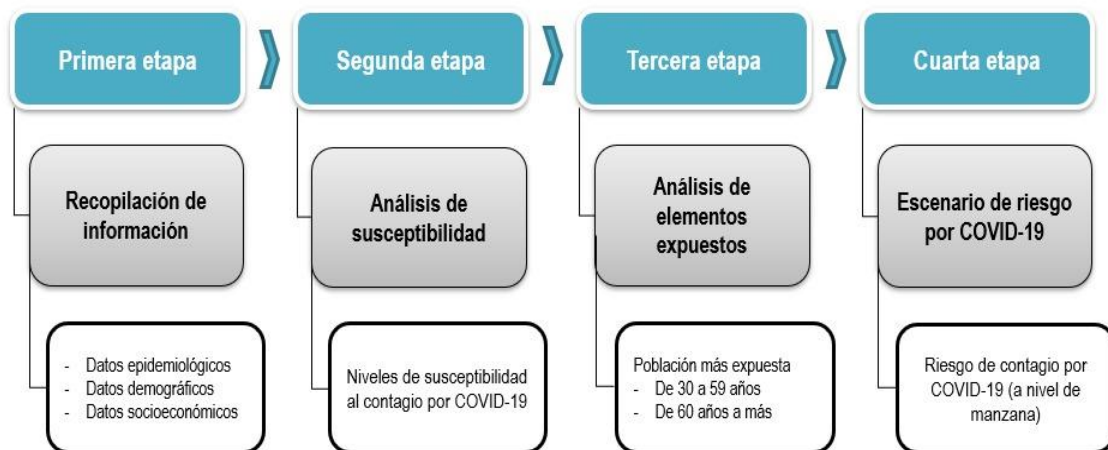 Primera etapa
Segunda etapa
Tercera etapa
Cuarta etapa
Recopilación de
información
Análisis de
susceptibilidad
Análisis de
elementos
expuestos
Escenario de riesgo
por COVID-19
- Datos epidemiológicos
- Datos demográficos
- Datos socioeconómicos
Niveles de susceptibilidad
al contagio por COVID-19
Población más expuesta
- De 30 a 59 años
- De 60 años a más
Riesgo de contagio por
COVID-19 (a nivel de
manzana)